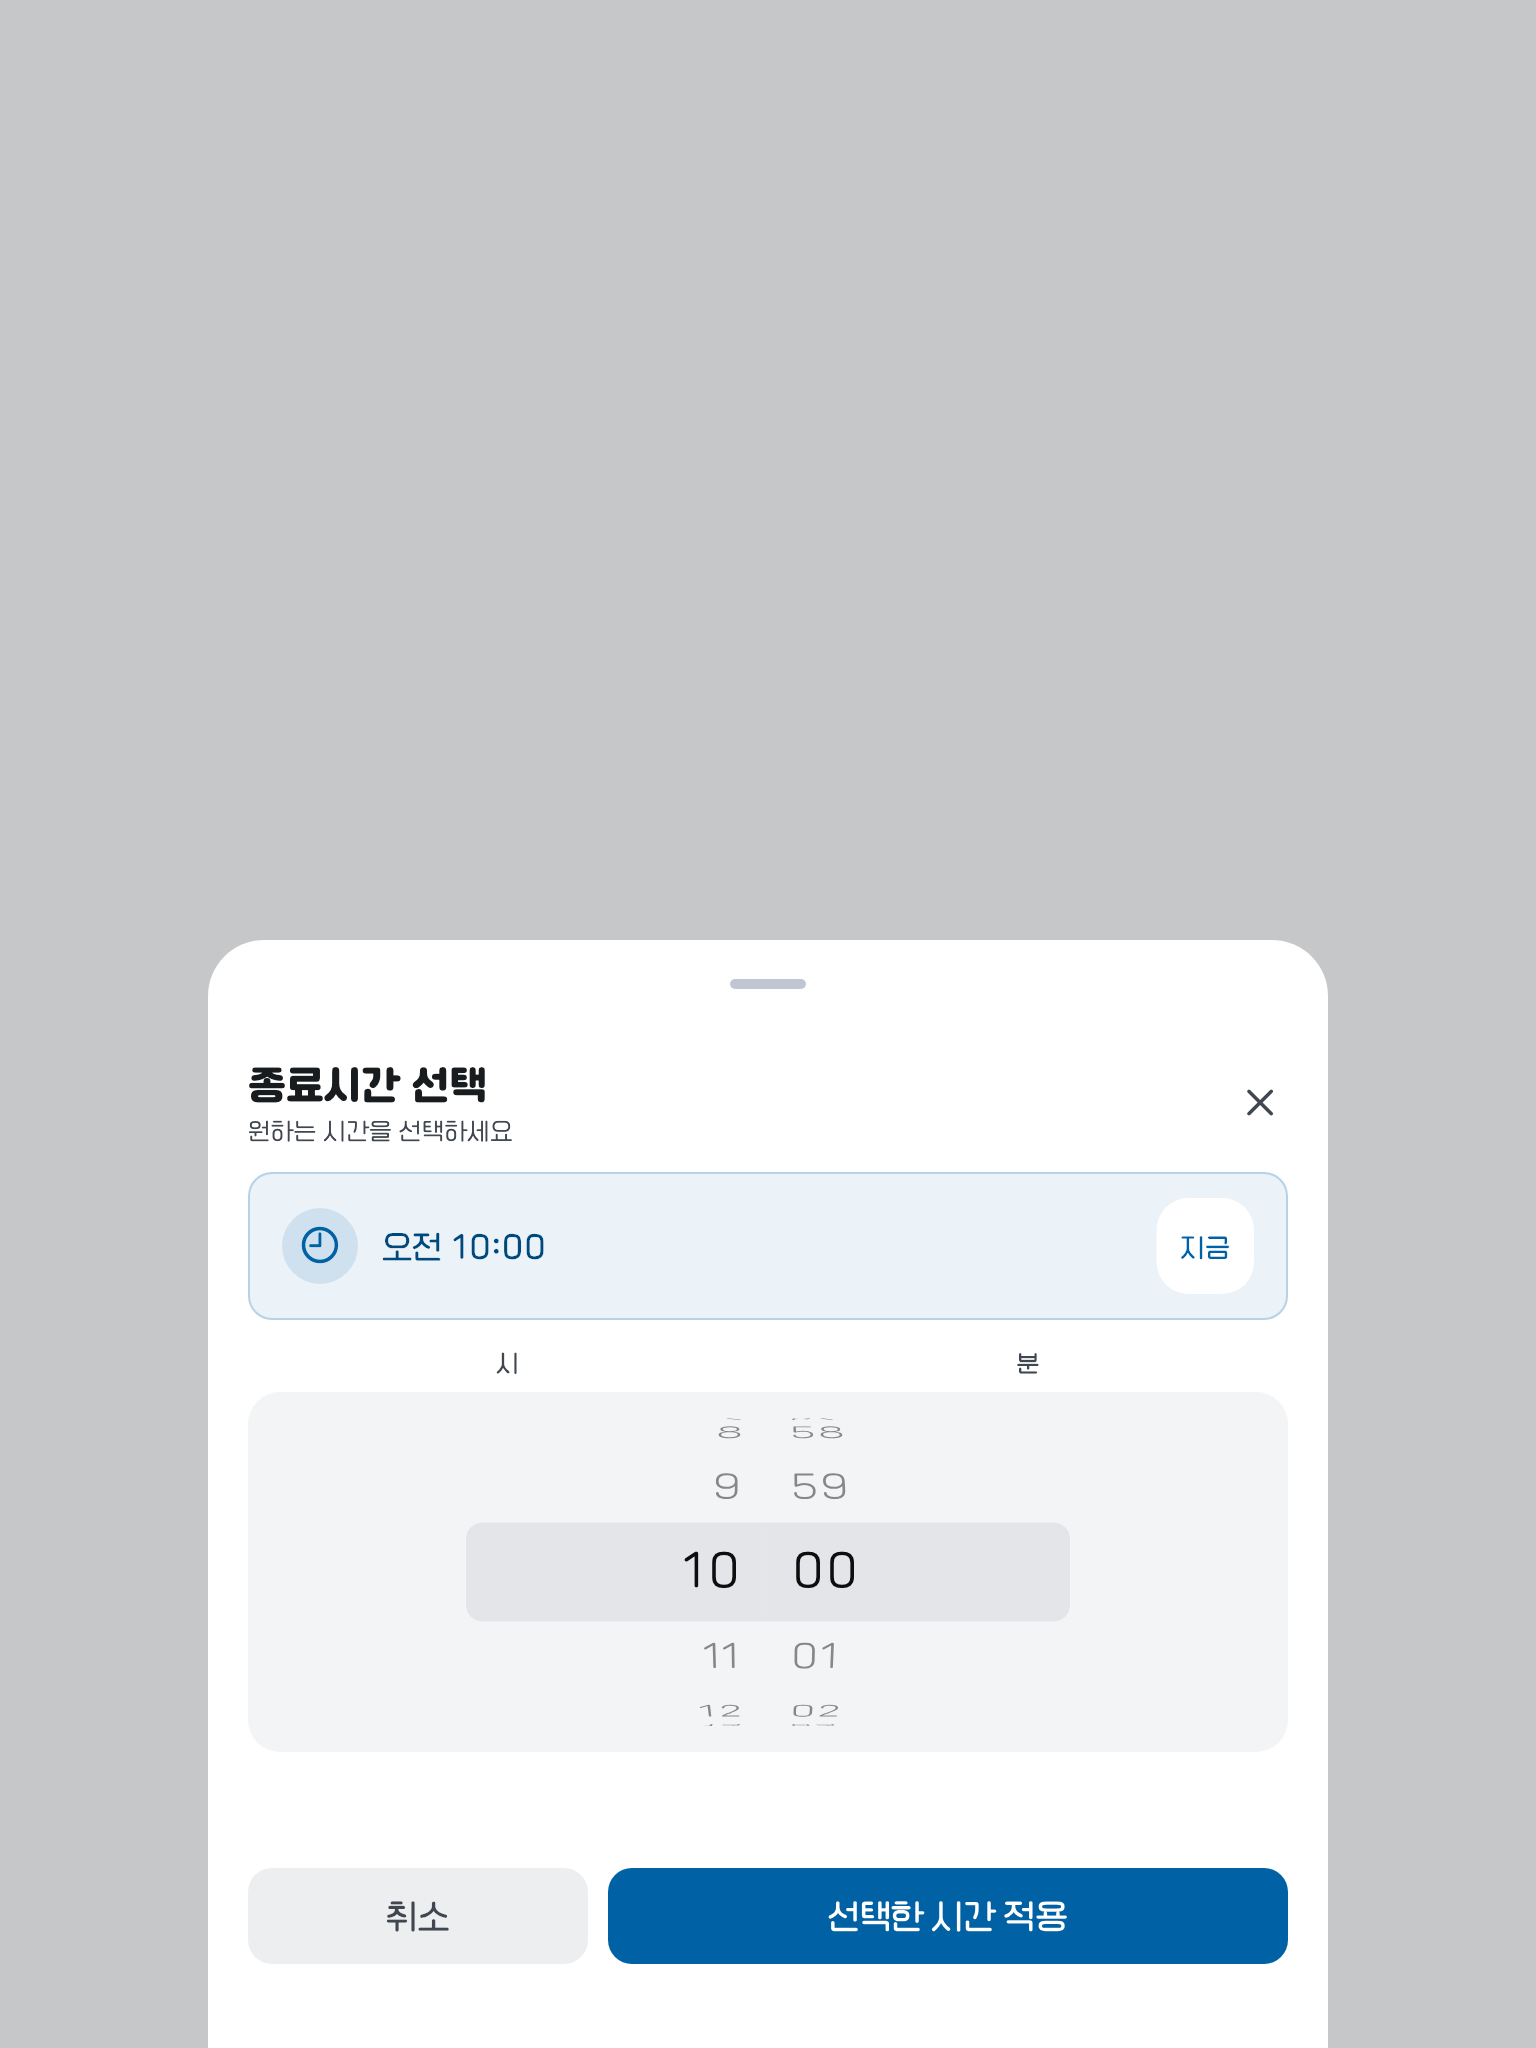 종료시간 선택
원하는 시간을 선택하세요
오전 10:00
지금
시 분
8 58
9 59
10 00
11 01
12 02
취소
선택한 시간 적용